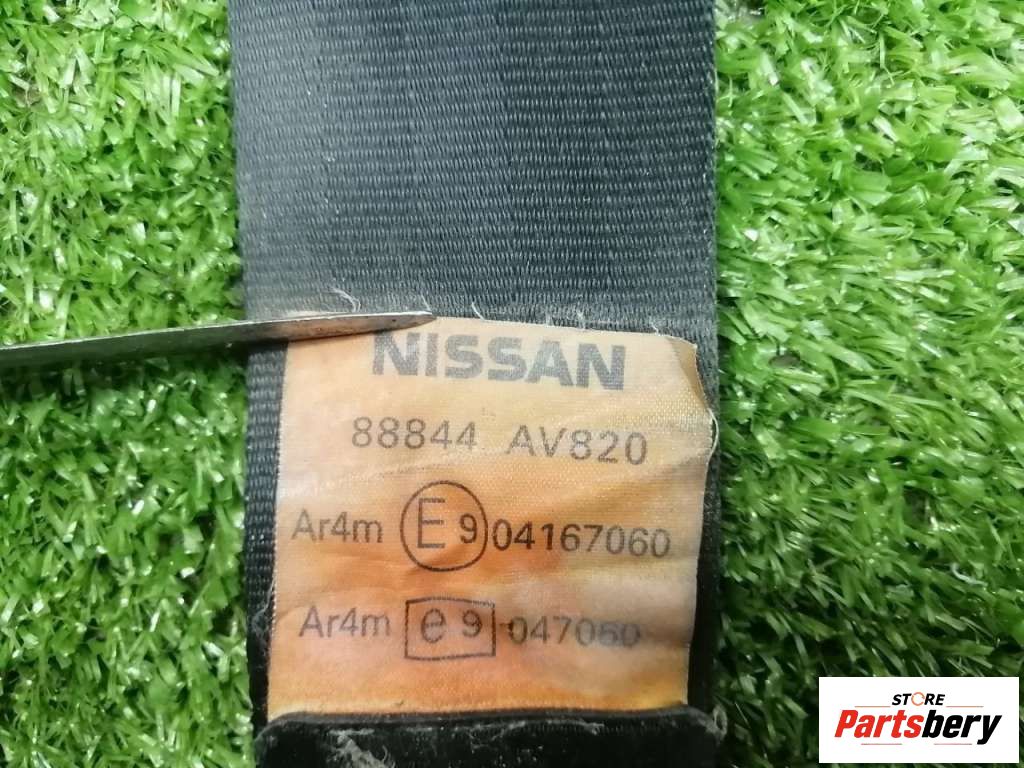 NISSAN
88844 AV820
Ar4m E 9 04167060
Ar4m e 9 047060
STORE
Partsbery